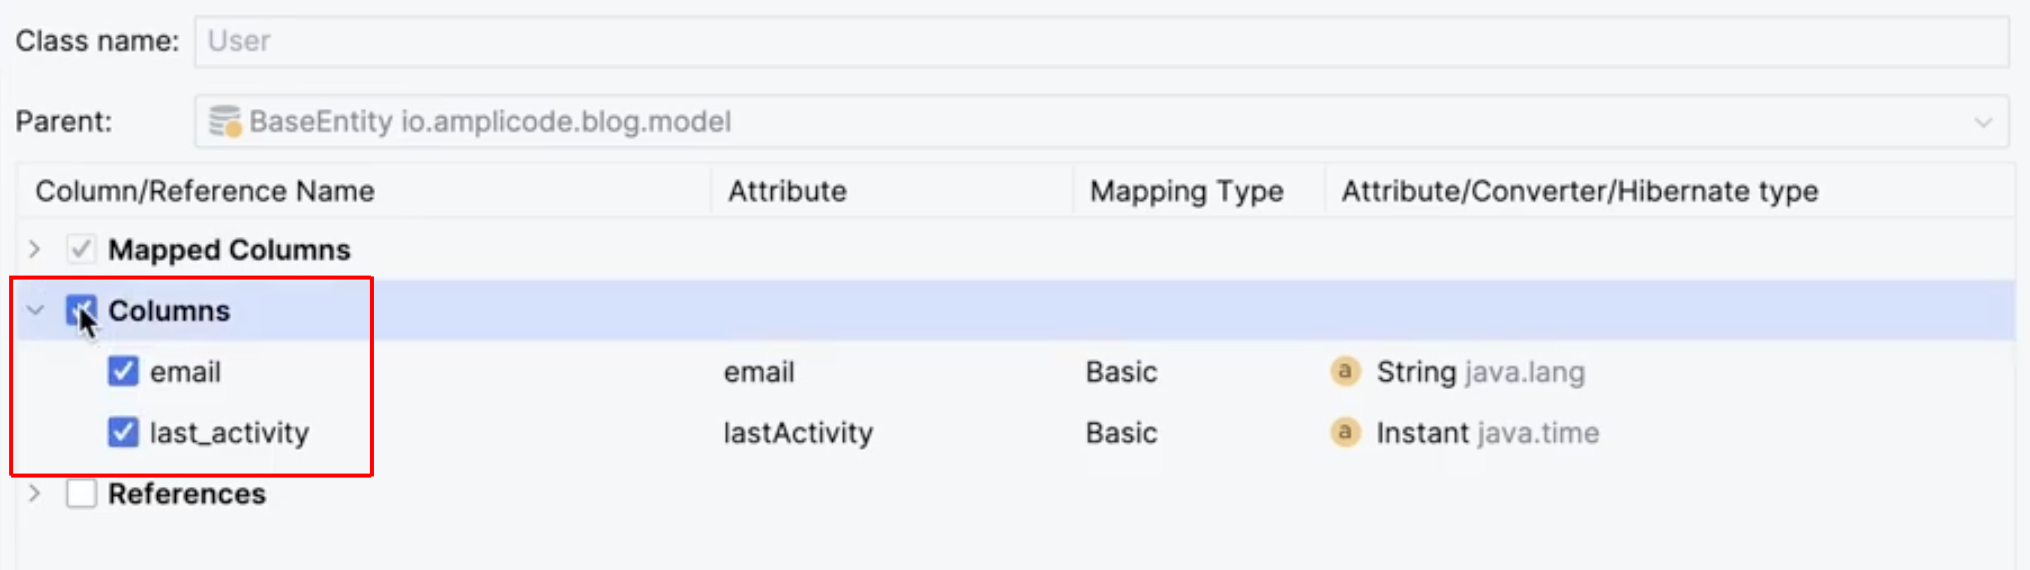 Class name: User
Parent: BaseEntity io.amplicode.blog.model
Column/Reference Name Attribute Mapping Type Attribute/Converter/Hibernate type
Mapped Columns
Columns
email email Basic a String java.lang
last_activity lastActivity Basic a Instant java.time
References